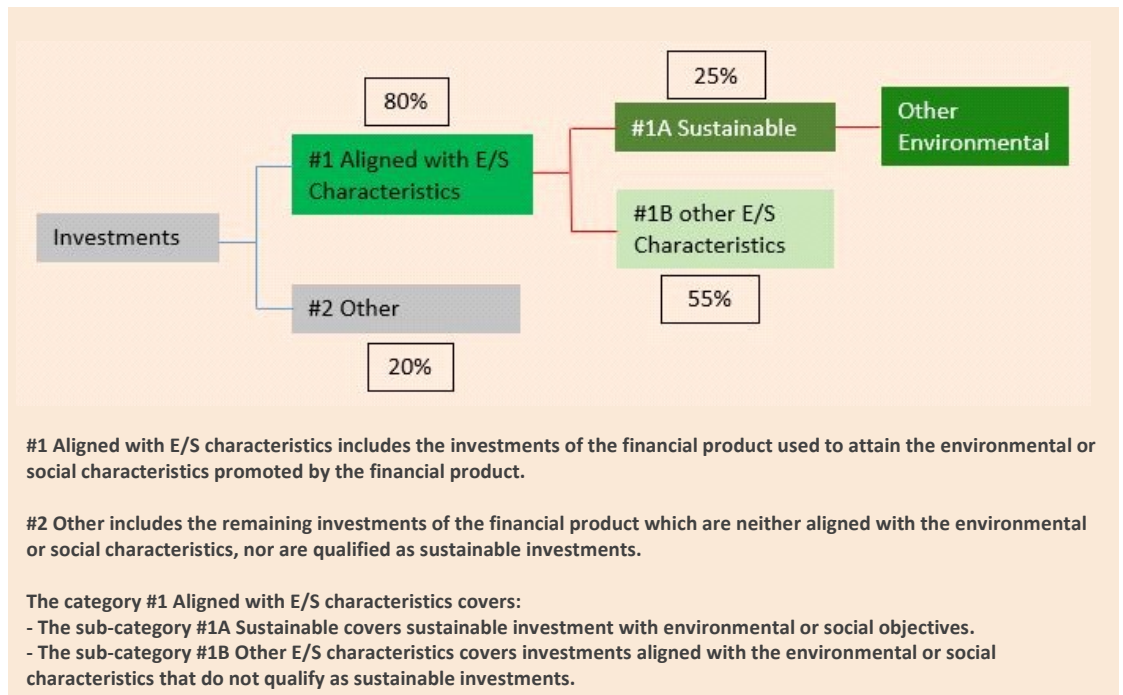 25%
80%
Other
Environmental
#1A Sustainable
#1 Aligned with E/S
Characteristics
#1B other E/S
Characteristics
Investments
55%
#2 Other
20%
#1 Aligned with E/S characteristics includes the investments of the financial product used to attain the environmental or
social characteristics promoted by the financial product.
#2 Other includes the remaining investments of the financial product which are neither aligned with the environmental
or social characteristics, nor are qualified as sustainable investments.
The category #1 Aligned with E/S characteristics covers:
- The sub-category #1A Sustainable covers sustainable investment with environmental or social objectives.
- The sub-category #1B Other E/S characteristics covers investments aligned with the environmental or social
characteristics that do not qualify as sustainable investments.